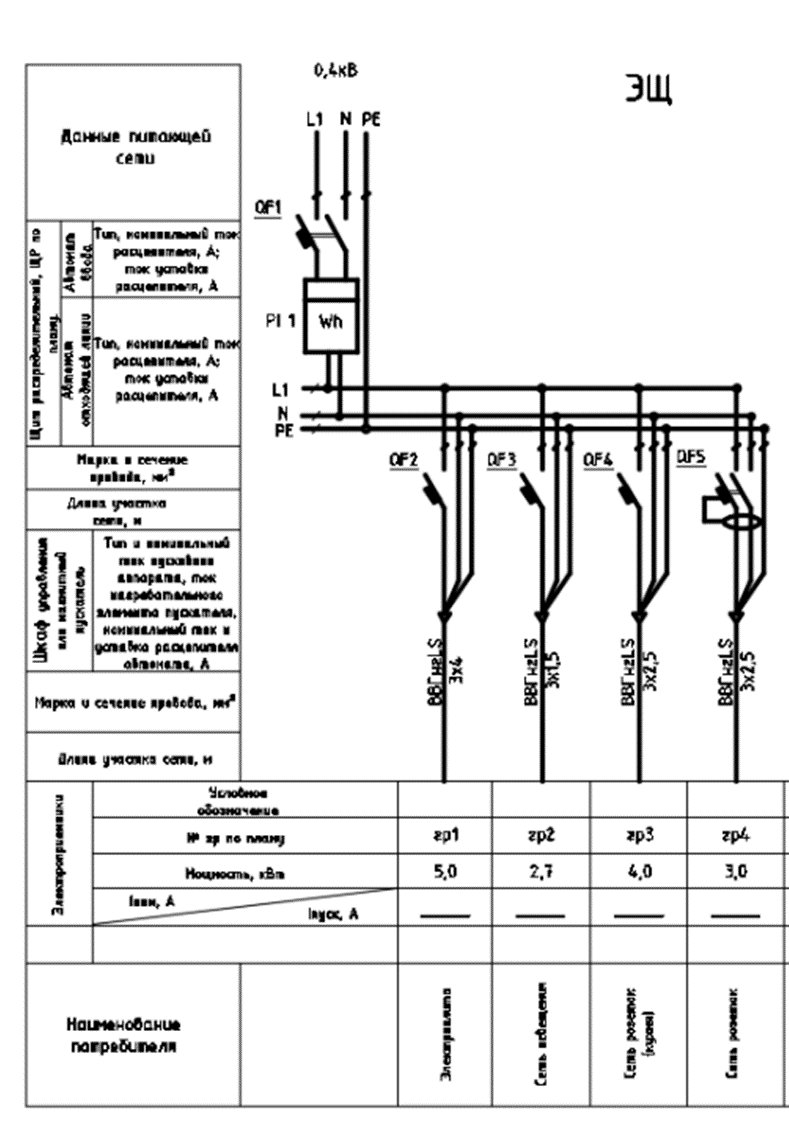 0,4кВ
ЭЩ
Данные питающей
сети
L1 N PE
QF1
Щит распределительный, ЩР по
плану.
Автомат
ввода
Тип, номинальный ток
расцепителя, А;
ток уставки
расцепителя, А
PI 1
Wh
Автомат
отходящей линии
Тип, номинальный ток
расцепителя, А;
ток уставки
расцепителя, А
L1
N
PE
Марка и сечение
провода, мм²
QF2 QF3 QF4 QF5
Длина участка
сети, м
Шкаф управления
или магнитный
пускатель
Тип и номинальный
ток пускового
аппарата, ток
нагревательного
элемента пускателя,
номинальный ток и
уставка расцепителя
автомата, А
ВВГнгLS
3x4
ВВГнгLS
3x1,5
ВВГнгLS
3x2,5
ВВГнгLS
3x2,5
Марка и сечение провода, мм²
Длина участка сети, м
Электроприемники
Условное
обозначение
№ гр по плану
гр1 гр2 гр3 гр4
Мощность, кВт
5,0 2,7 4,0 3,0
Iном, А
Iпуск, А
Наименование
потребителя
Электроплита
Сеть освещения
Сеть розеток
(кухня)
Сеть розеток